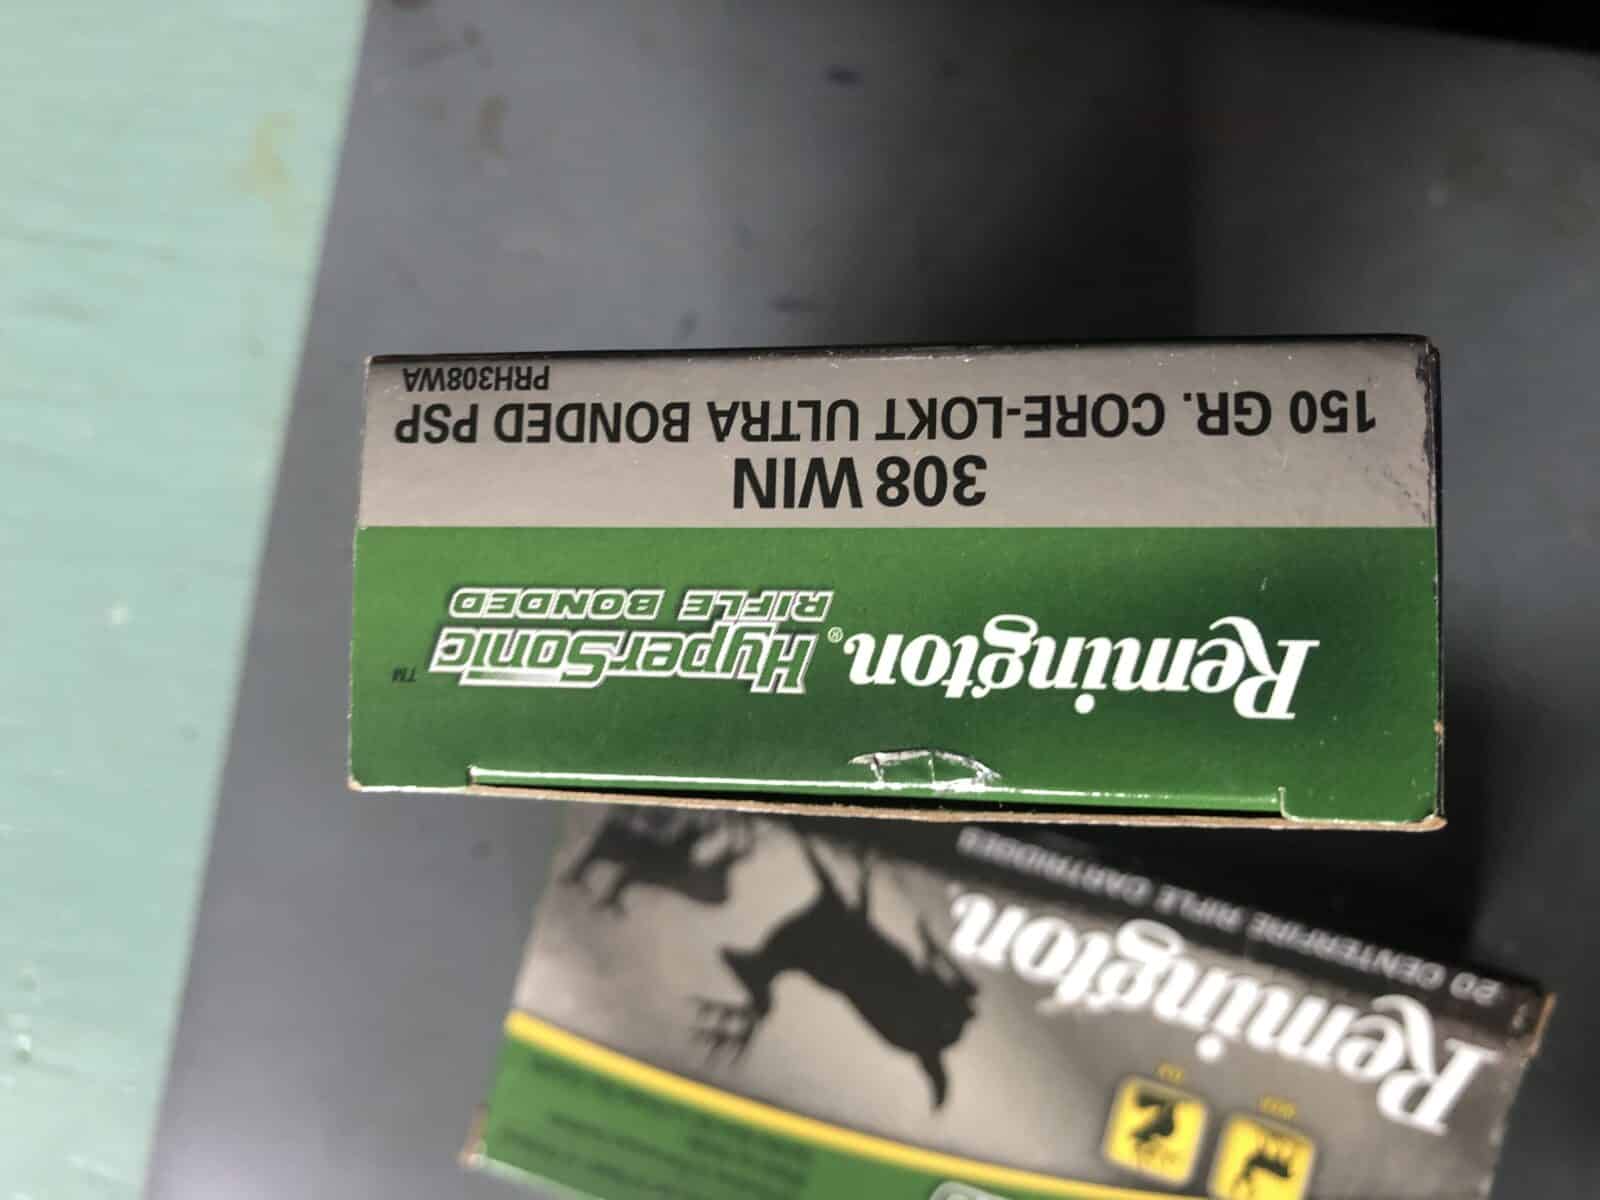 Remington® HyperSonic™
RIFLE BONDED
308 WIN
150 GR. CORE-LOKT ULTRA BONDED PSP
PRH308WA
20 CENTERFIRE RIFLE CARTRIDGES
Remington